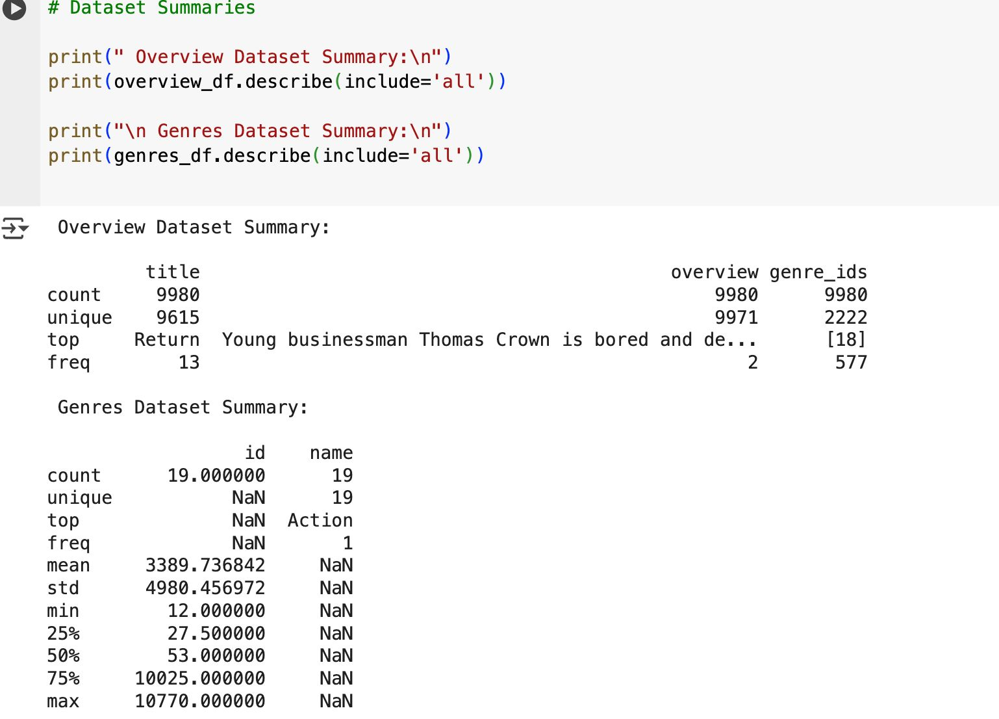 # Dataset Summaries
print(" Overview Dataset Summary:\n")
print(overview_df.describe(include='all'))
print("\n Genres Dataset Summary:\n")
print(genres_df.describe(include='all'))
Overview Dataset Summary:
title overview genre_ids
count 9980 9980 9980
unique 9615 9971 2222
top Return Young businessman Thomas Crown is bored and de... [18]
freq 13 2 577
Genres Dataset Summary:
id name
count 19.000000 19
unique NaN 19
top NaN Action
freq NaN 1
mean 3389.736842 NaN
std 4980.456972 NaN
min 12.000000 NaN
25% 27.500000 NaN
50% 53.000000 NaN
75% 10025.000000 NaN
max 10770.000000 NaN